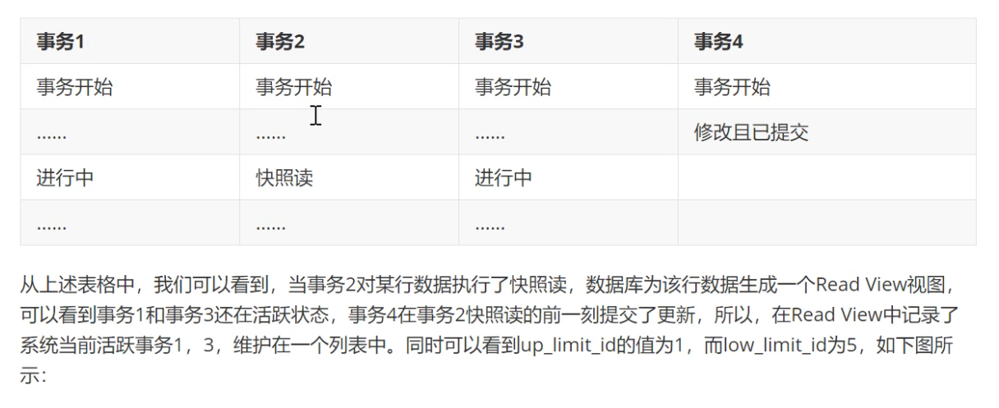 事务1 事务2 事务3 事务4
事务开始 事务开始 事务开始 事务开始
...... ...... ...... 修改且已提交
进行中 快照读 进行中
...... ...... ......
从上述表格中，我们可以看到，当事务2对某行数据执行了快照读，数据库为该行数据生成一个Read View视图，
可以看到事务1和事务3还在活跃状态，事务4在事务2快照读的前一刻提交了更新，所以，在Read View中记录了
系统当前活跃事务1，3，维护在一个列表中。同时可以看到up_limit_id的值为1，而low_limit_id为5，如下图所
示：